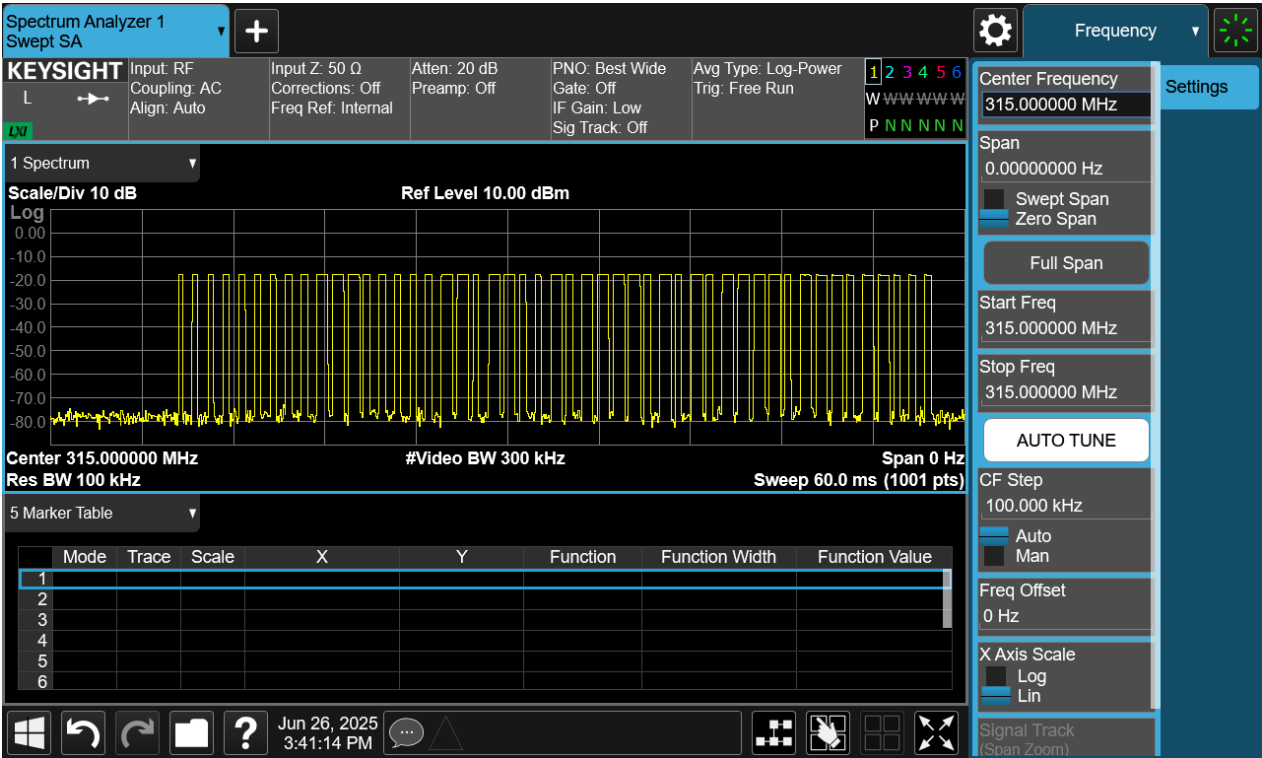 Spectrum Analyzer 1
Swept SA
+
Frequency
KEYSIGHT
L
LXI
Input: RF
Coupling: AC
Align: Auto
Input Z: 50 Ω
Corrections: Off
Freq Ref: Internal
Atten: 20 dB
Preamp: Off
PNO: Best Wide
Gate: Off
IF Gain: Low
Sig Track: Off
Avg Type: Log-Power
Trig: Free Run
1 2 3 4 5 6
W W W W W W
P N N N N N
1 Spectrum
Scale/Div 10 dB
Ref Level 10.00 dBm
Log
0.00
-10.0
-20.0
-30.0
-40.0
-50.0
-60.0
-70.0
-80.0
Center 315.000000 MHz
#Video BW 300 kHz
Span 0 Hz
Res BW 100 kHz
Sweep 60.0 ms (1001 pts)
5 Marker Table
Mode Trace Scale X Y Function Function Width Function Value
1
2
3
4
5
6
Center Frequency
315.000000 MHz
Span
0.00000000 Hz
Swept Span
Zero Span
Full Span
Start Freq
315.000000 MHz
Stop Freq
315.000000 MHz
AUTO TUNE
CF Step
100.000 kHz
Auto
Man
Freq Offset
0 Hz
X Axis Scale
Log
Lin
Signal Track
(Span Zoom)
Settings
?
Jun 26, 2025
3:41:14 PM